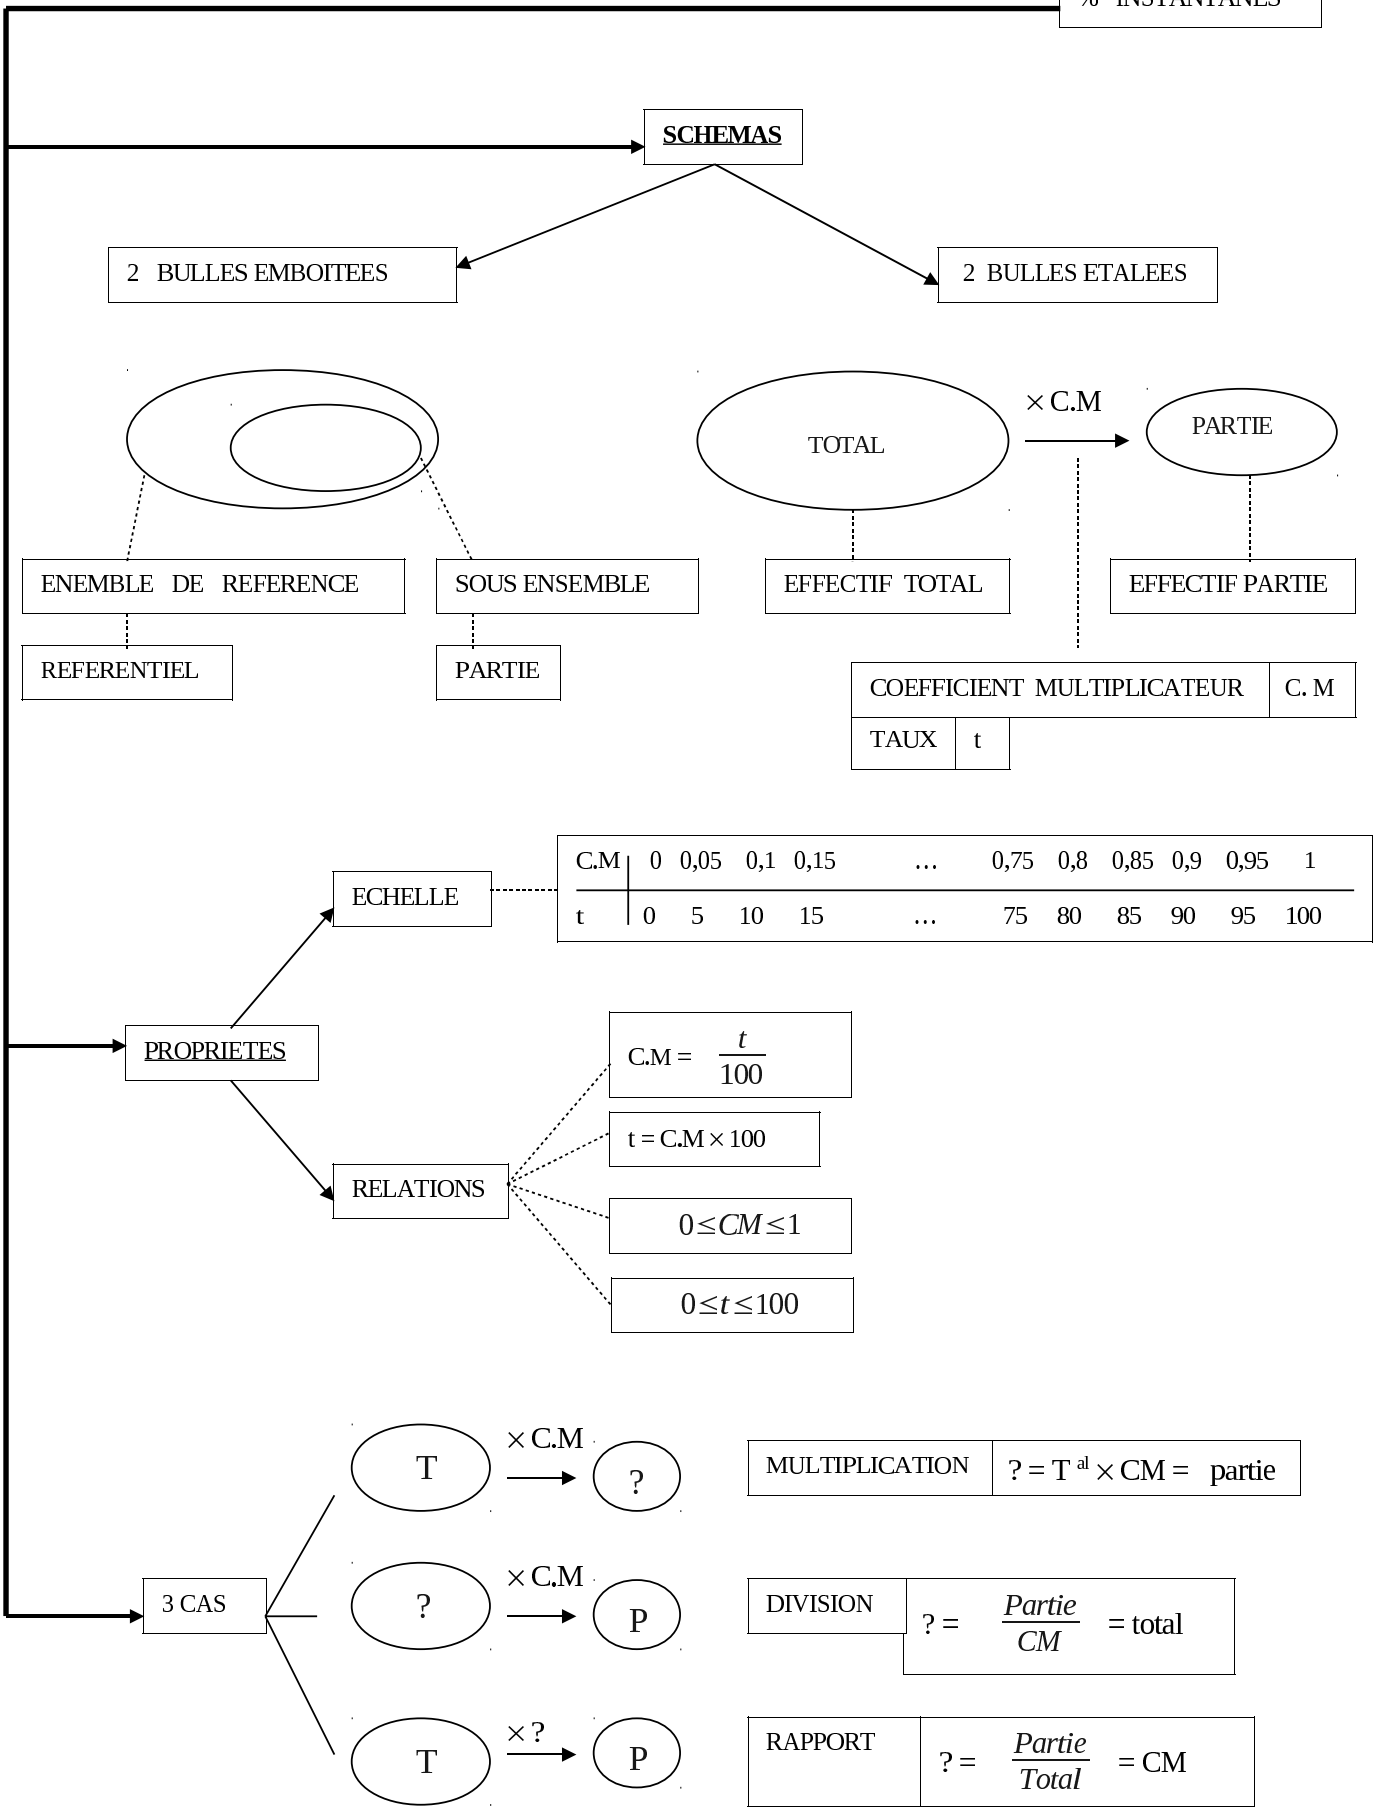 % INSTANTANES
SCHEMAS
2 BULLES EMBOITEES
2 BULLES ETALEES
TOTAL
× C.M
PARTIE
ENEMBLE DE REFERENCE
SOUS ENSEMBLE
EFFECTIF TOTAL
EFFECTIF PARTIE
REFERENTIEL
PARTIE
COEFFICIENT MULTIPLICATEUR
C. M
TAUX
t
ECHELLE
C.M 0 0,05 0,1 0,15 … 0,75 0,8 0,85 0,9 0,95 1
t 0 5 10 15 … 75 80 85 90 95 100
PROPRIETES
C.M = t/100
t = C.M × 100
RELATIONS
0 ≤ CM ≤ 1
0 ≤ t ≤ 100
T
× C.M
?
MULTIPLICATION
? = T al × CM = partie
3 CAS
?
× C.M
P
DIVISION
? = Partie/CM = total
T
× ?
P
RAPPORT
? = Partie/Total = CM